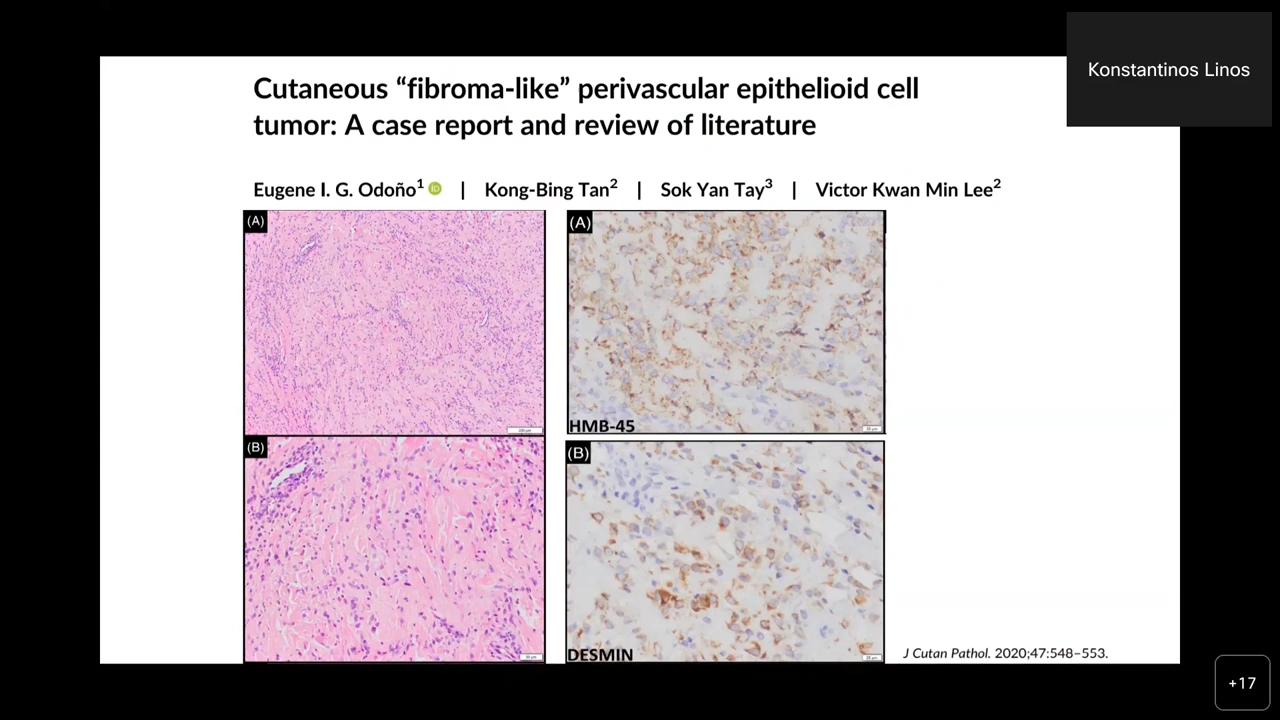 Konstantinos Linos
Cutaneous “fibroma-like” perivascular epithelioid cell
tumor: A case report and review of literature
Eugene I. G. Odoño1 iD | Kong-Bing Tan2 | Sok Yan Tay3 | Victor Kwan Min Lee2
(A)
(A)
HMB-45
(B)
(B)
DESMIN
J Cutan Pathol. 2020;47:548–553.
+17